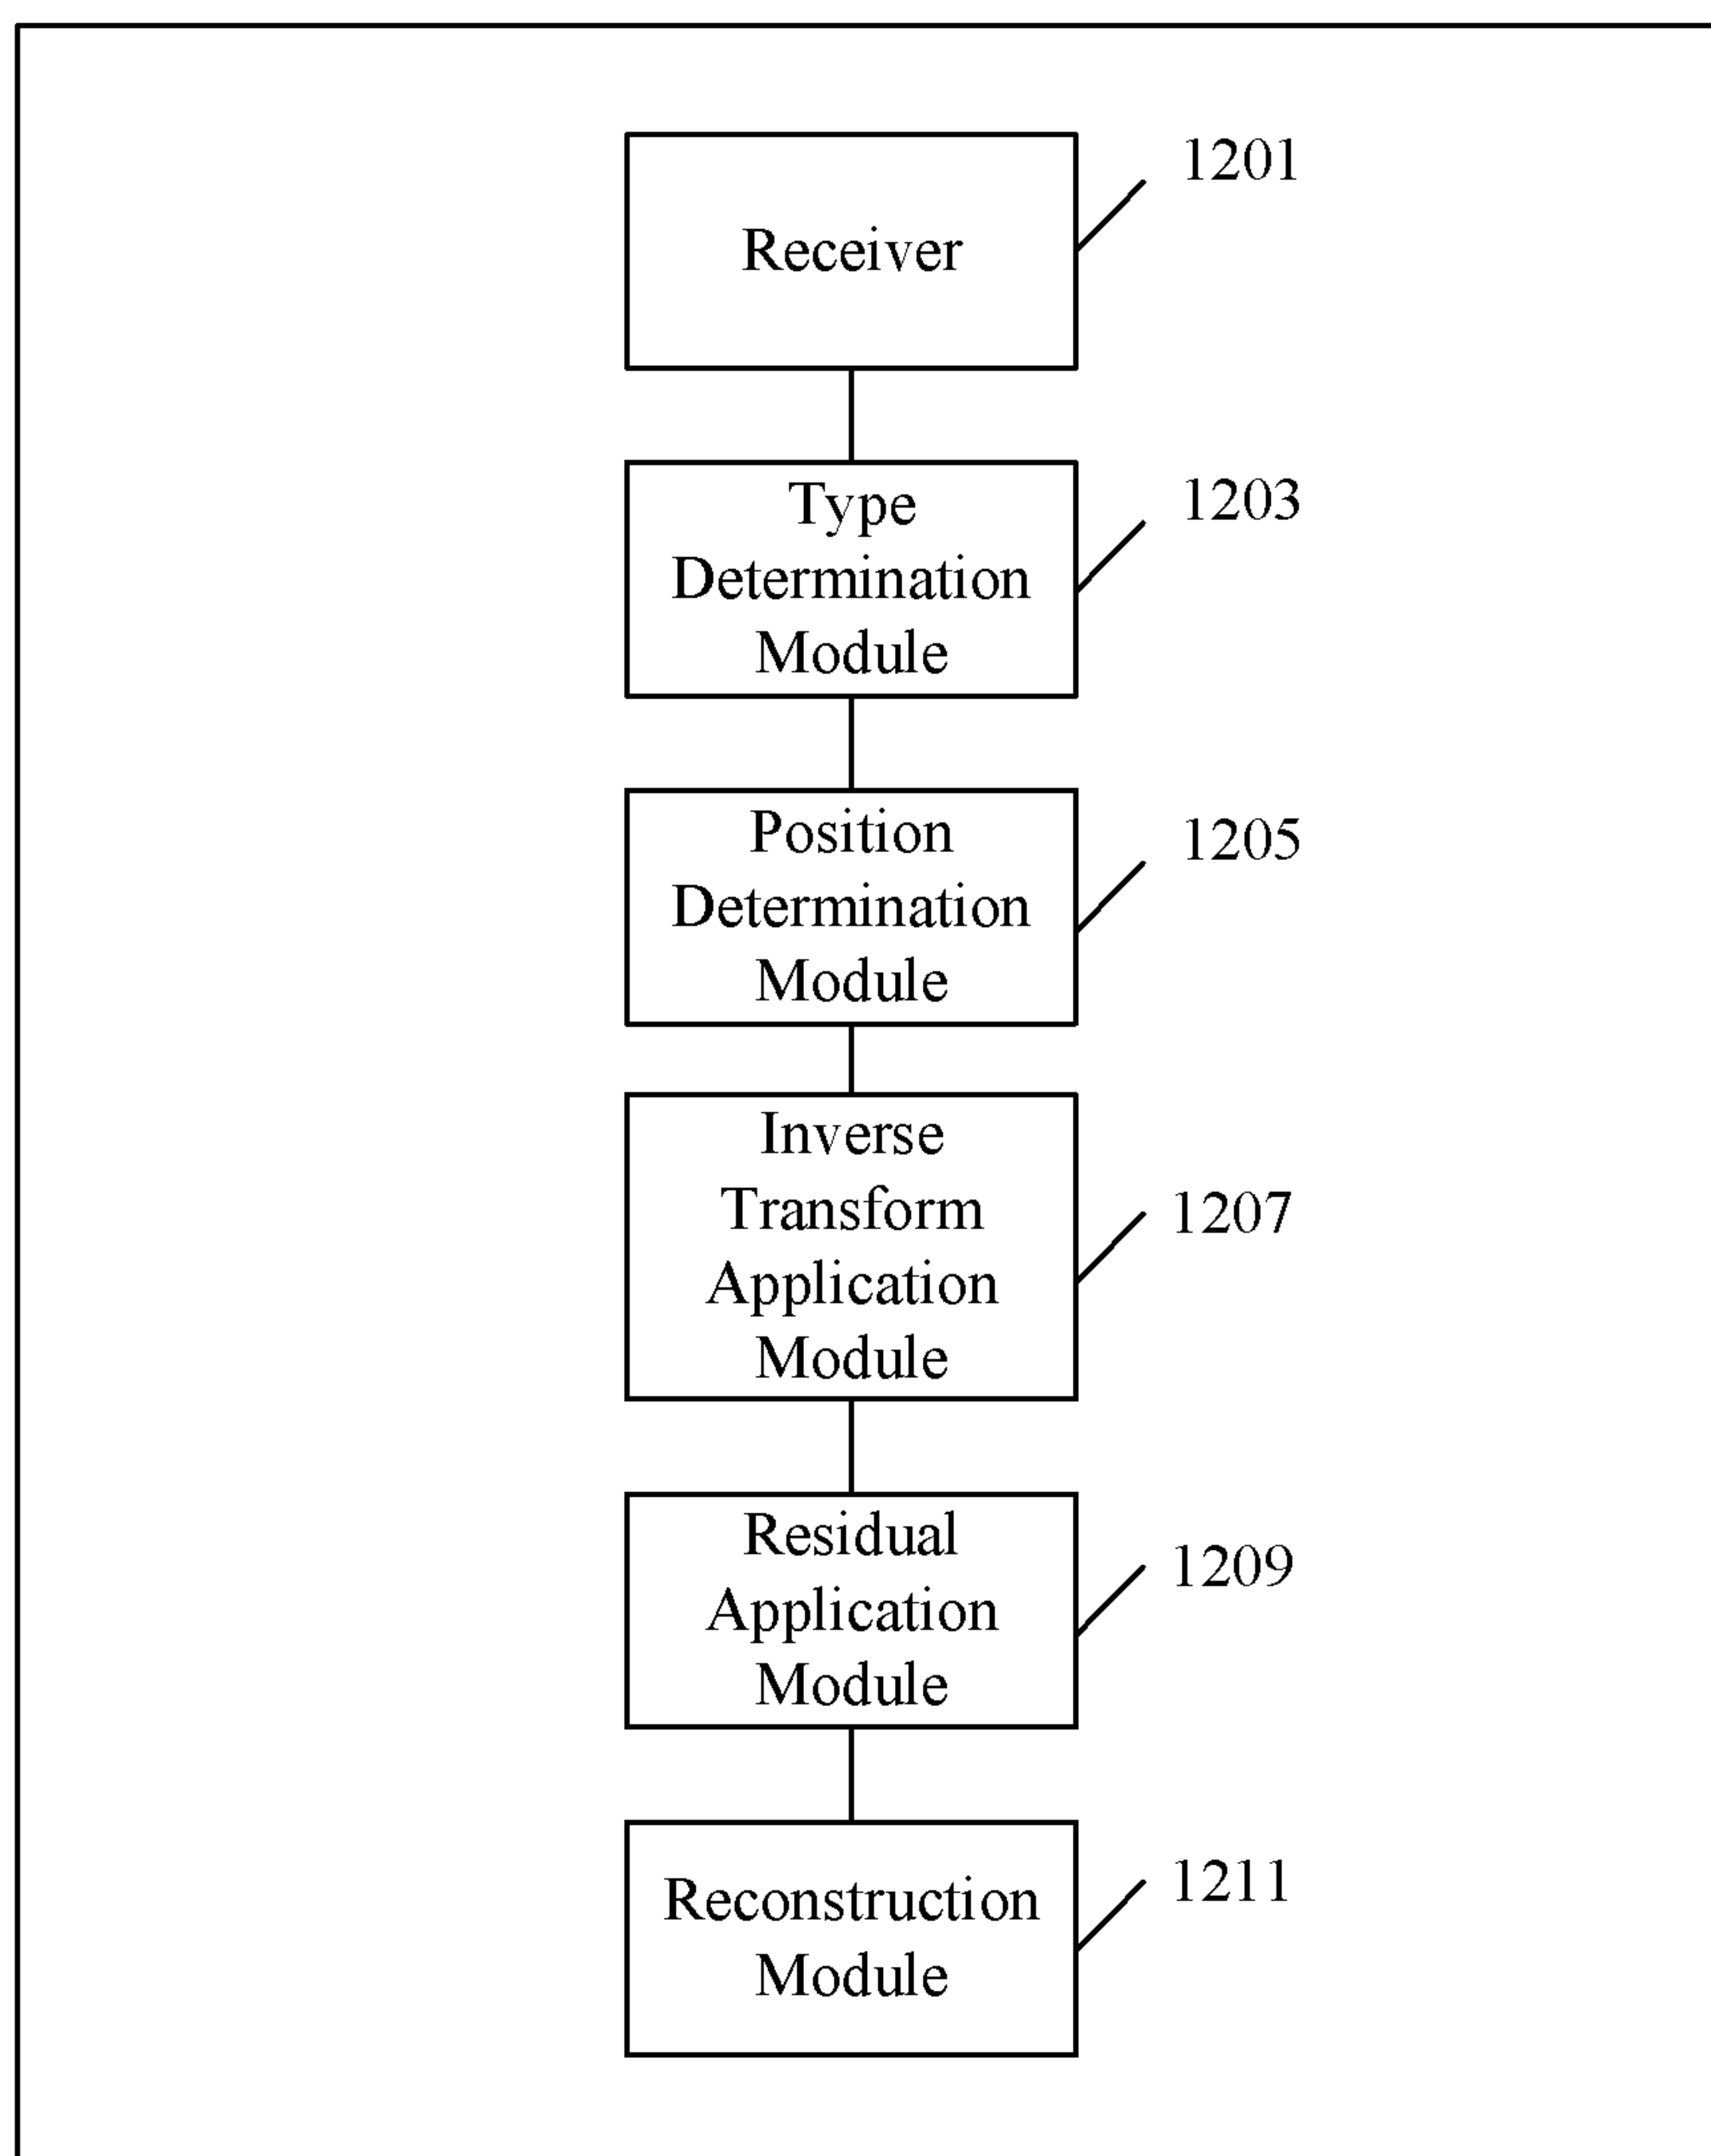 Receiver
1201
Type
Determination
Module
1203
Position
Determination
Module
1205
Inverse
Transform
Application
Module
1207
Residual
Application
Module
1209
Reconstruction
Module
1211